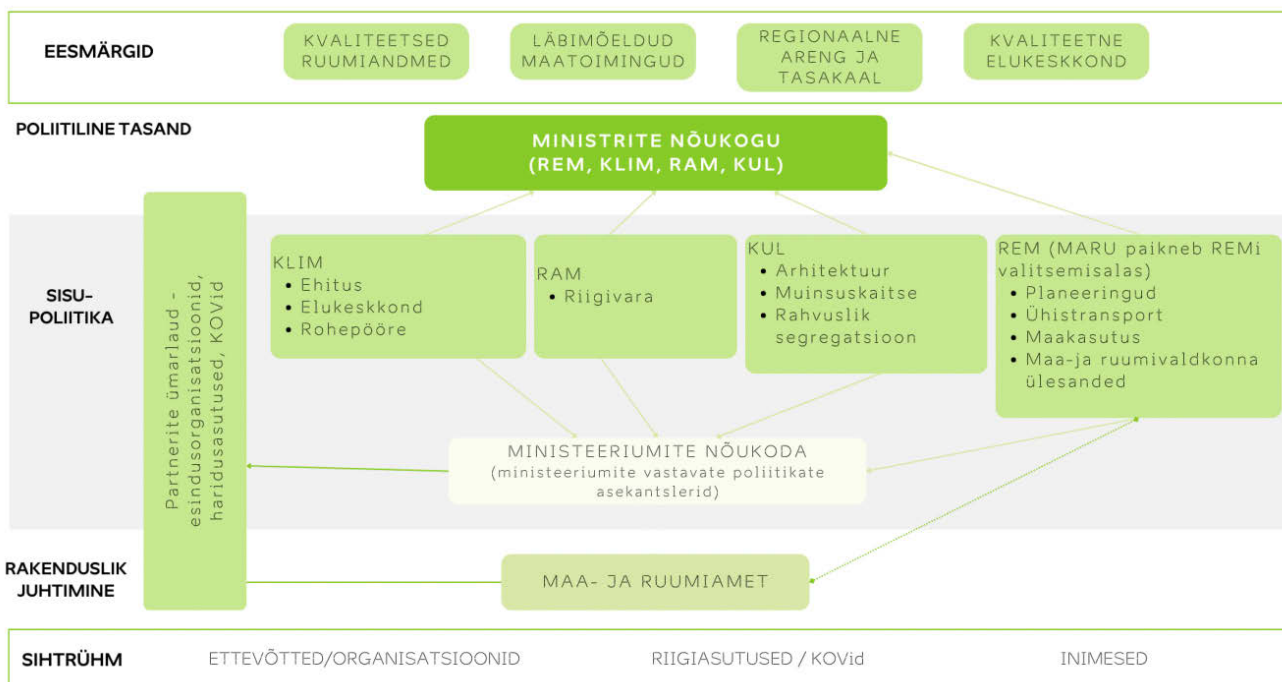 EESMÄRGID
KVALITEETSED
RUUMIANDMED
LÄBIMÕELDUD
MAATOIMINGUD
REGIONAALNE
ARENG JA
TASAKAAL
KVALITEETNE
ELUKESKKOND
POLIITILINE TASAND
MINISTRITE NÕUKOGU
(REM, KLIM, RAM, KUL)
SISU-
POLIITIKA
Partnerite ümarlaud -
esindusorganisatsioonid,
haridusasutused, KOVid
KLIM
• Ehitus
• Elukeskkond
• Rohepööre
RAM
• Riigivara
KUL
• Arhitektuur
• Muinsuskaitse
• Rahvuslik
segregatsioon
REM (MARU paikneb REMi
valitsemisalas)
• Planeeringud
• Ühistransport
• Maakasutus
• Maa-ja ruumivaldkonna
ülesanded
MINISTEERIUMITE NÕUKODA
(ministeeriumite vastavate poliitikate
asekantslerid)
RAKENDUSLIK
JUHTIMINE
MAA- JA RUUMIAMET
SIHTRÜHM
ETTEVÕTTED/ORGANISATSIOONID
RIIGIASUTUSED / KOVid
INIMESED